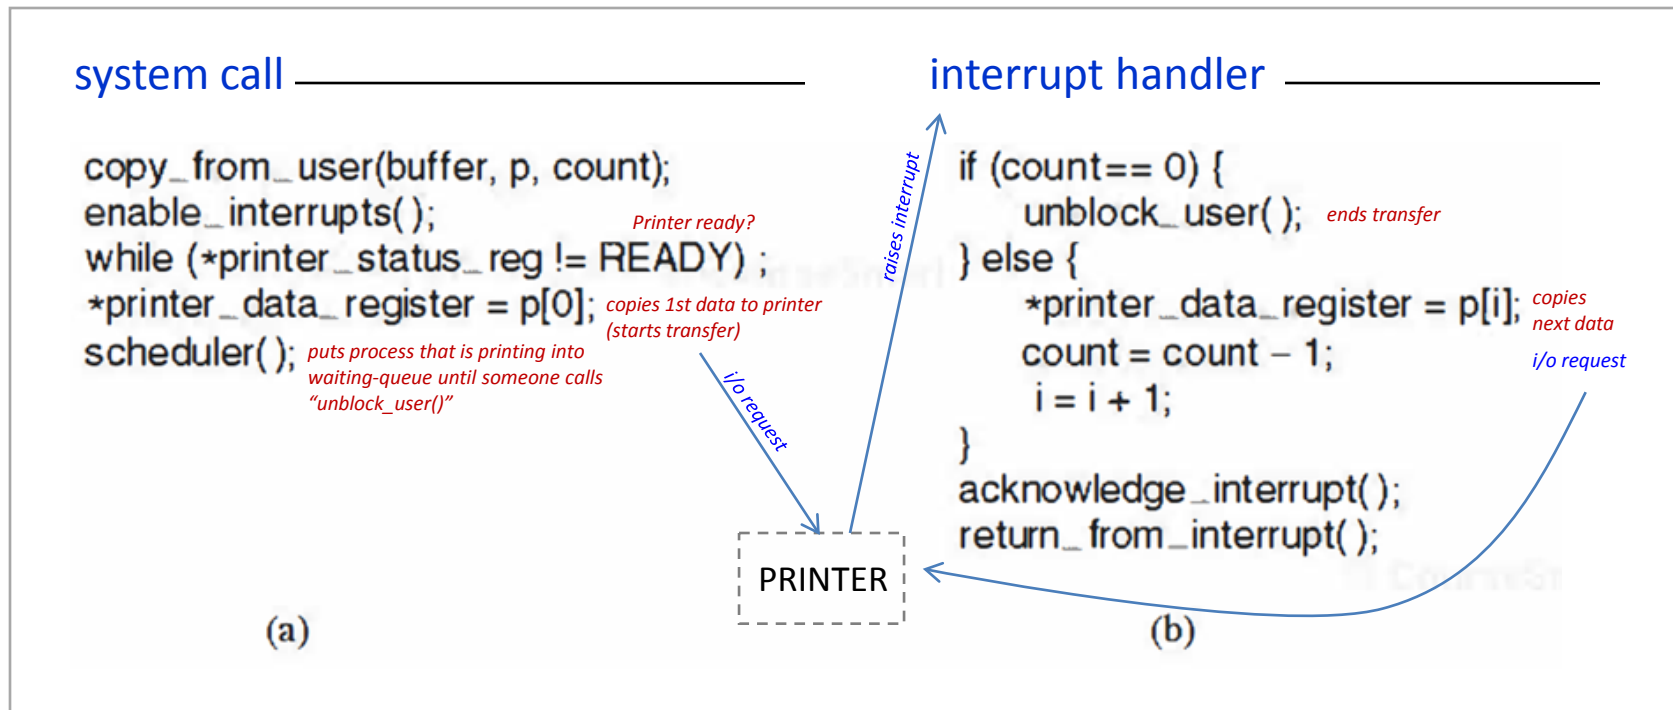 system call
copy_from_user(buffer, p, count);
enable_interrupts( );
Printer ready?
while (*printer_status_reg != READY) ;
*printer_data_register = p[0]; copies 1st data to printer
(starts transfer)
scheduler( ); puts process that is printing into
waiting-queue until someone calls
“unblock_user()”
i/o request
PRINTER
raises interrupt
(a)
interrupt handler
if (count== 0) {
unblock_user( ); ends transfer
} else {
*printer_data_register = p[i]; copies
next data
count = count – 1;
i/o request
i = i + 1;
}
acknowledge_interrupt( );
return_from_interrupt( );
(b)